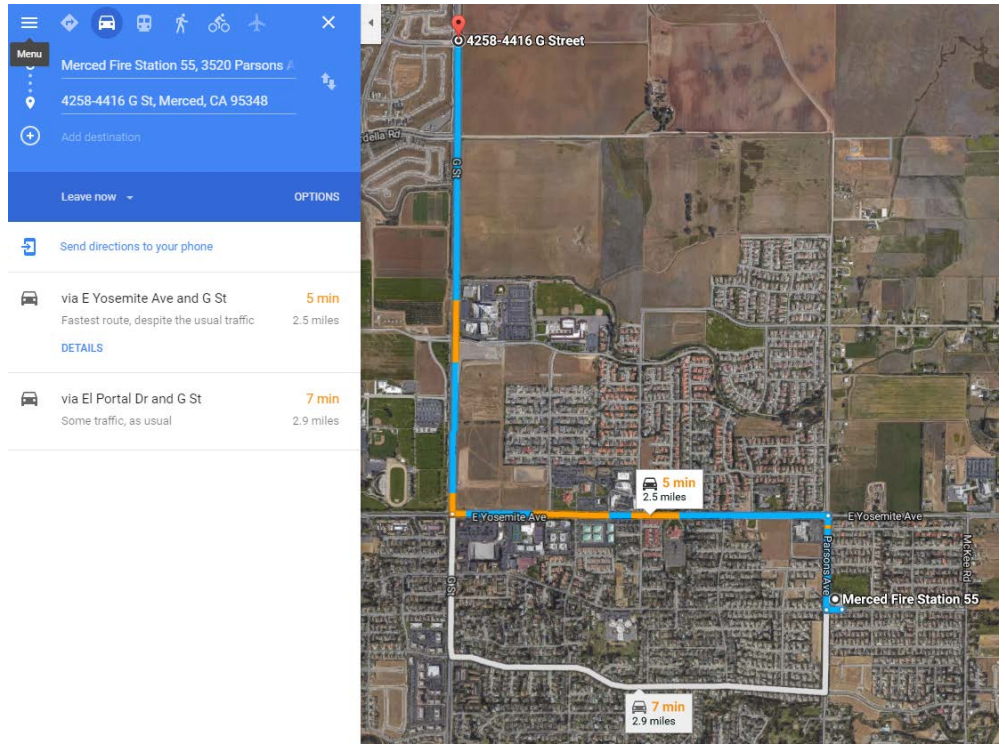 Menu
Merced Fire Station 55, 3520 Parsons A
4258-4416 G St, Merced, CA 95348
Add destination
Leave now
OPTIONS
Send directions to your phone
via E Yosemite Ave and G St
5 min
Fastest route, despite the usual traffic
2.5 miles
DETAILS
via El Portal Dr and G St
7 min
Some traffic, as usual
2.9 miles
4258-4416 G Street
della Rd
G St
5 min
2.5 miles
E Yosemite Ave
E Yosemite Ave
Parsons Ave
McKee Rd
G St
Merced Fire Station 55
7 min
2.9 miles